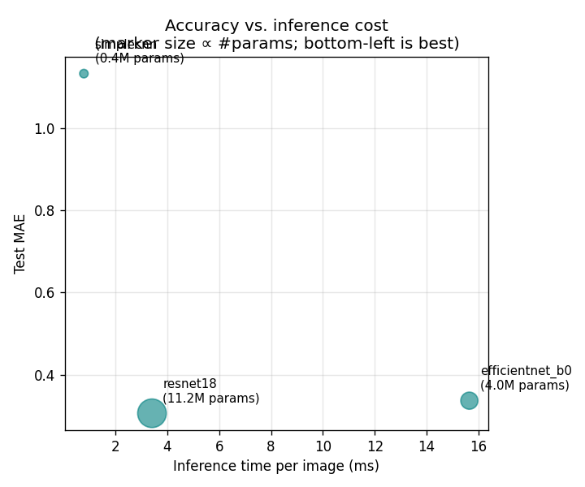 Accuracy vs. inference cost
(marker size ∝ #params; bottom-left is best)
(0.4M params)
1.0
0.8
0.6
0.4
Test MAE
resnet18
(11.2M params)
efficientnet_b0
(4.0M params)
2 4 6 8 10 12 14 16
Inference time per image (ms)